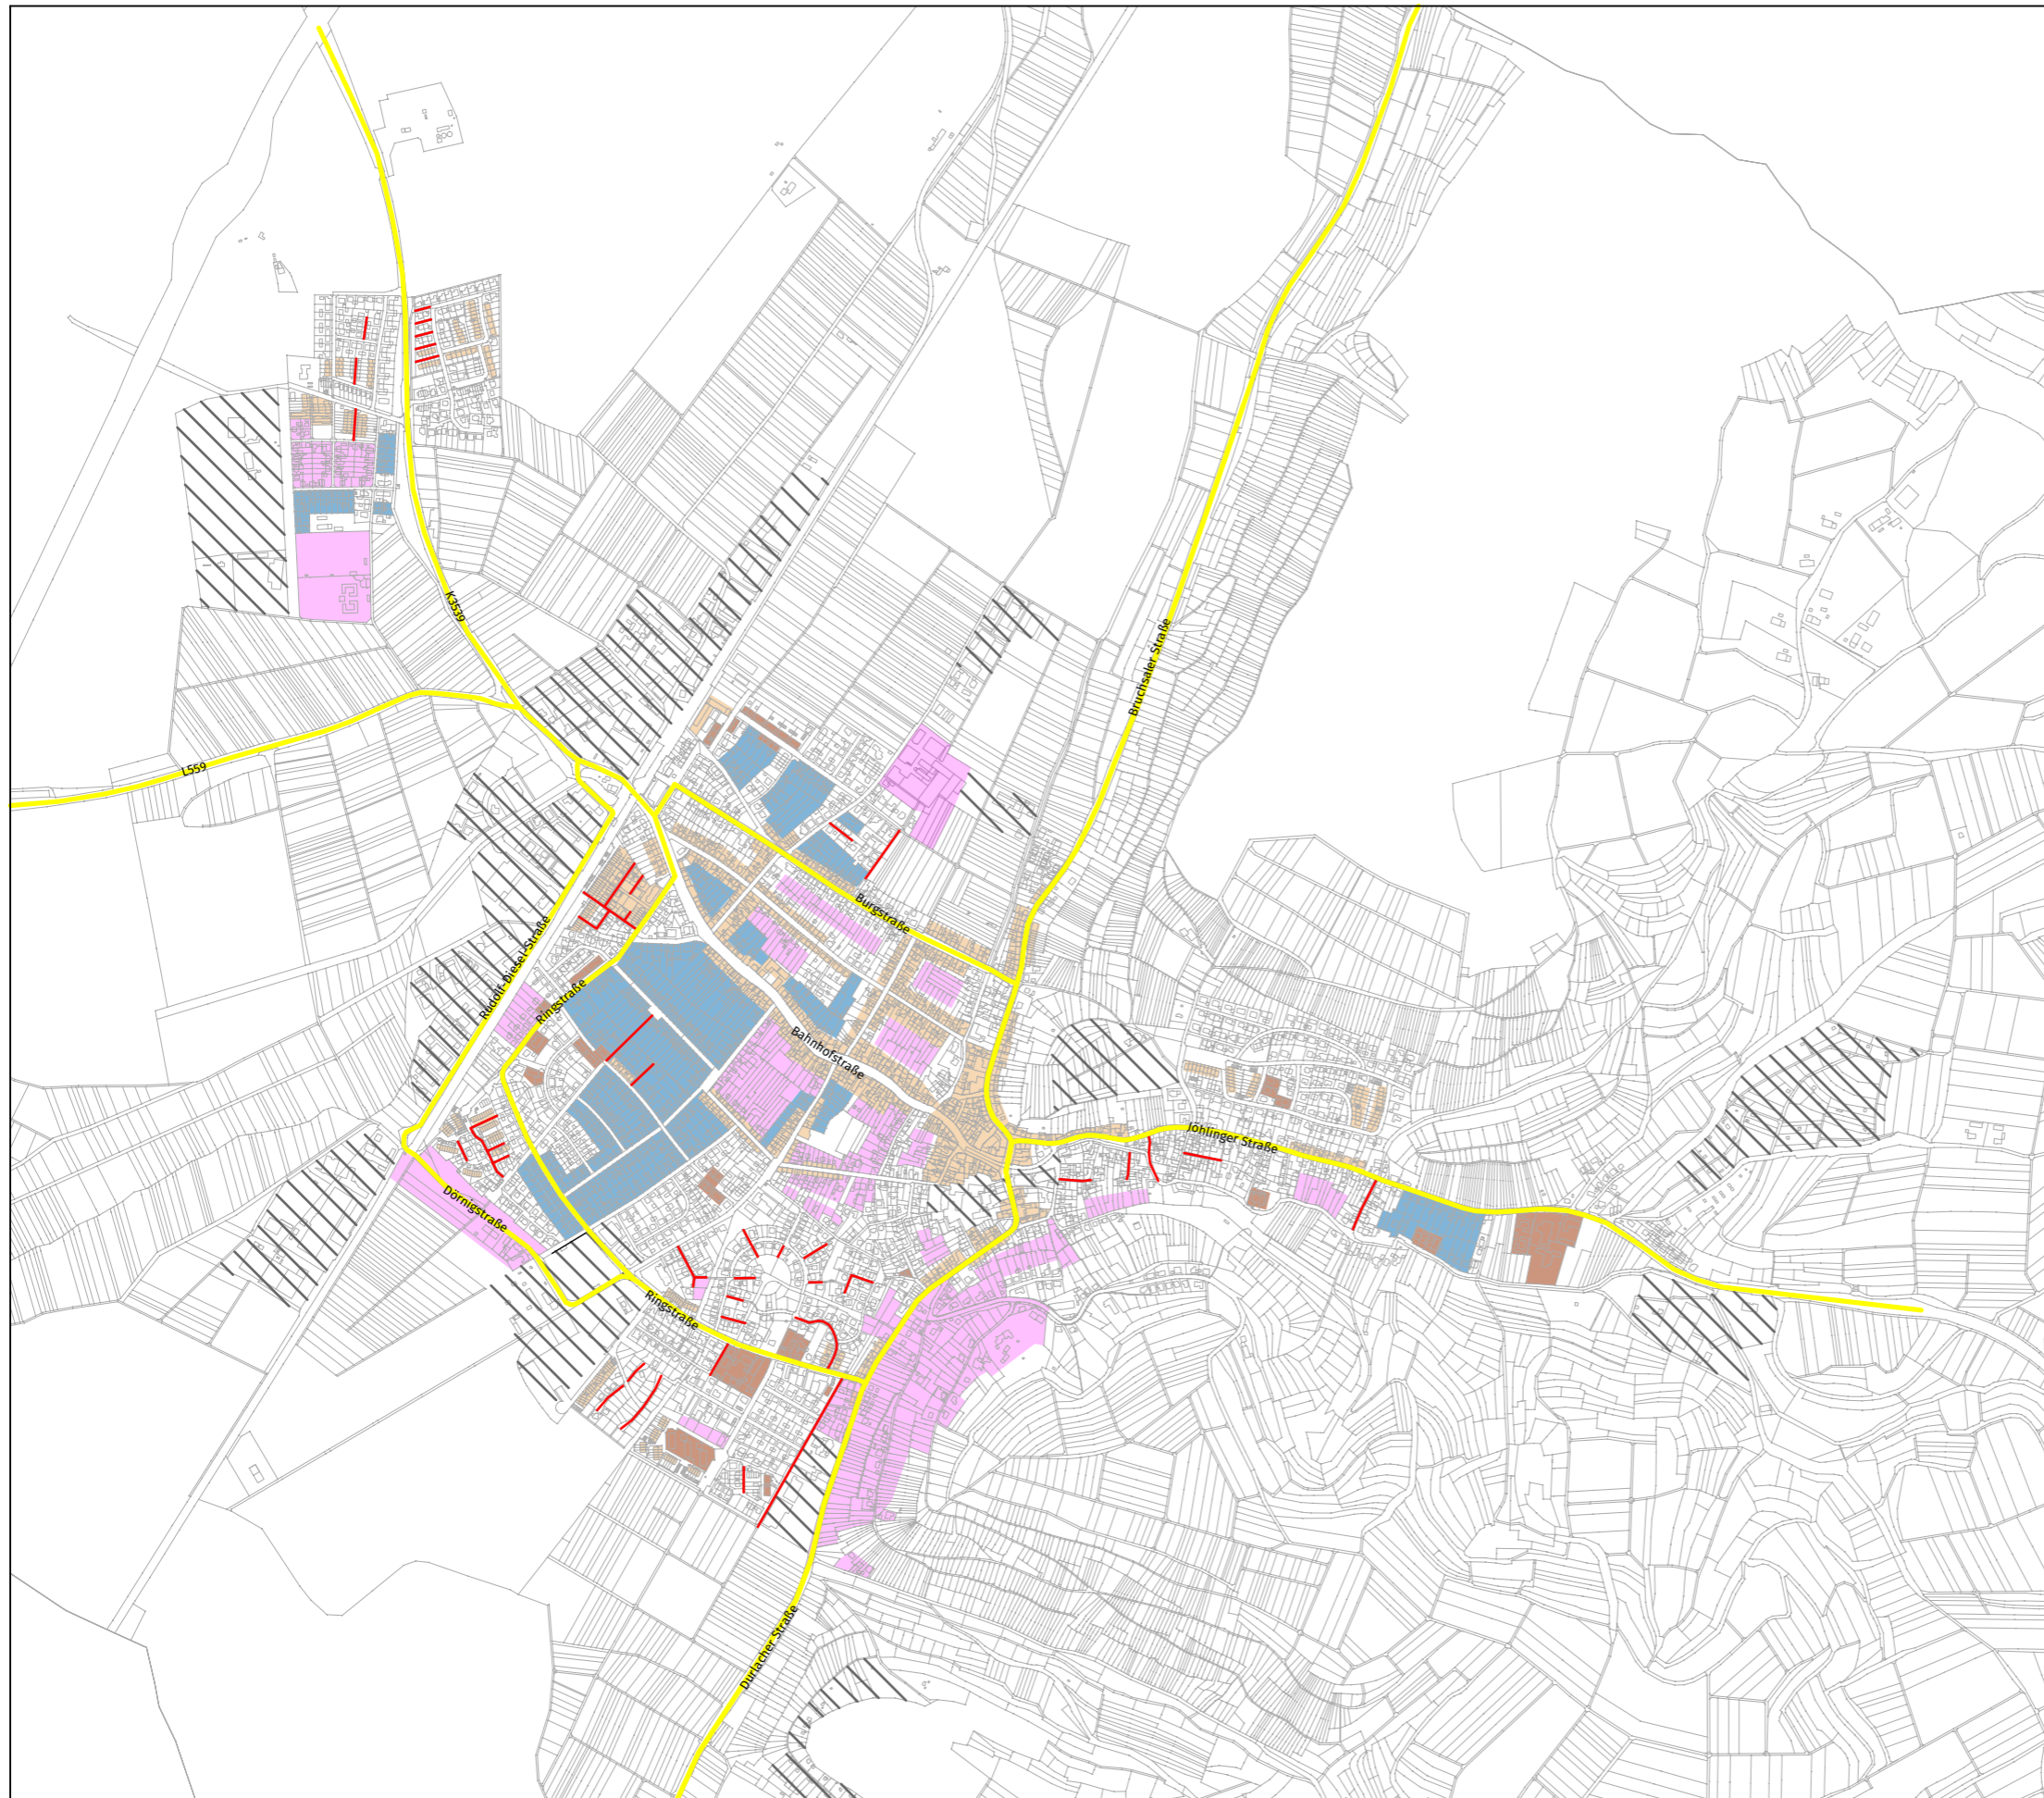 K3539
Bruchsaler Straße
L559
Burgstraße
Rudolf-Diesel-Straße
Ringstraße
Bahnhofstraße
Jöhlinger Straße
Dörnigstraße
Ringstraße
Durlacher Straße